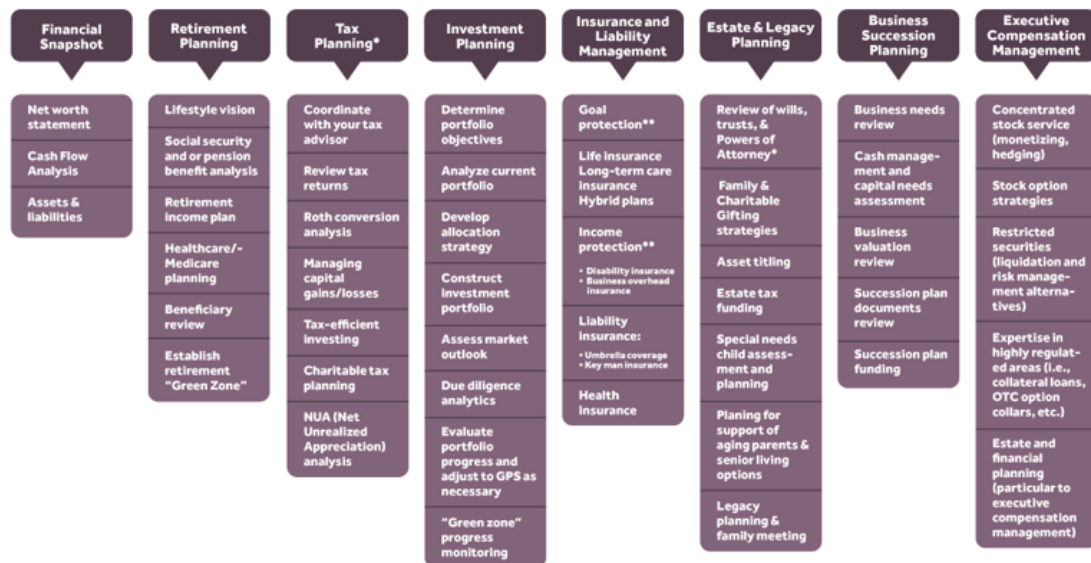 Financial
Snapshot
Net worth
statement
Cash Flow
Analysis
Assets &
liabilities
Retirement
Planning
Lifestyle vision
Social security
and or pension
benefit analysis
Retirement
income plan
Healthcare/-
Medicare
planning
Beneficiary
review
Establish
retirement
“Green Zone”
Tax
Planning*
Coordinate
with your tax
advisor
Review tax
returns
Roth conversion
analysis
Managing
capital
gains/losses
Tax-efficient
investing
Charitable tax
planning
NUA (Net
Unrealized
Appreciation)
analysis
Investment
Planning
Determine
portfolio
objectives
Analyze current
portfolio
Develop
allocation
strategy
Construct
investment
portfolio
Assess market
outlook
Due diligence
analytics
Evaluate
portfolio
progress and
adjust to GPS as
necessary
“Green zone”
progress
monitoring
Insurance and
Liability
Management
Goal
protection**
Life insurance
Long-term care
insurance
Hybrid plans
Income
protection**
• Disability insurance
• Business overhead
insurance
Liability
insurance:
• Umbrella coverage
• Key man insurance
Health
insurance
Estate & Legacy
Planning
Review of wills,
trusts, &
Powers of
Attorney*
Family &
Charitable
Gifting
strategies
Asset titling
Estate tax
funding
Special needs
child assess-
ment and
planning
Planing for
support of
aging parents &
senior living
options
Legacy
planning &
family meeting
Business
Succession
Planning
Business needs
review
Cash manage-
ment and
capital needs
assessment
Business
valuation
review
Succession plan
documents
review
Succession plan
funding
Executive
Compensation
Management
Concentrated
stock service
(monetizing,
hedging)
Stock option
strategies
Restricted
securities
(liquidation and
risk manage-
ment alterna-
tives)
Expertise in
highly regulat-
ed areas (i.e.,
collateral loans,
OTC option
collars, etc.)
Estate and
financial
planning
(particular to
executive
compensation
management)